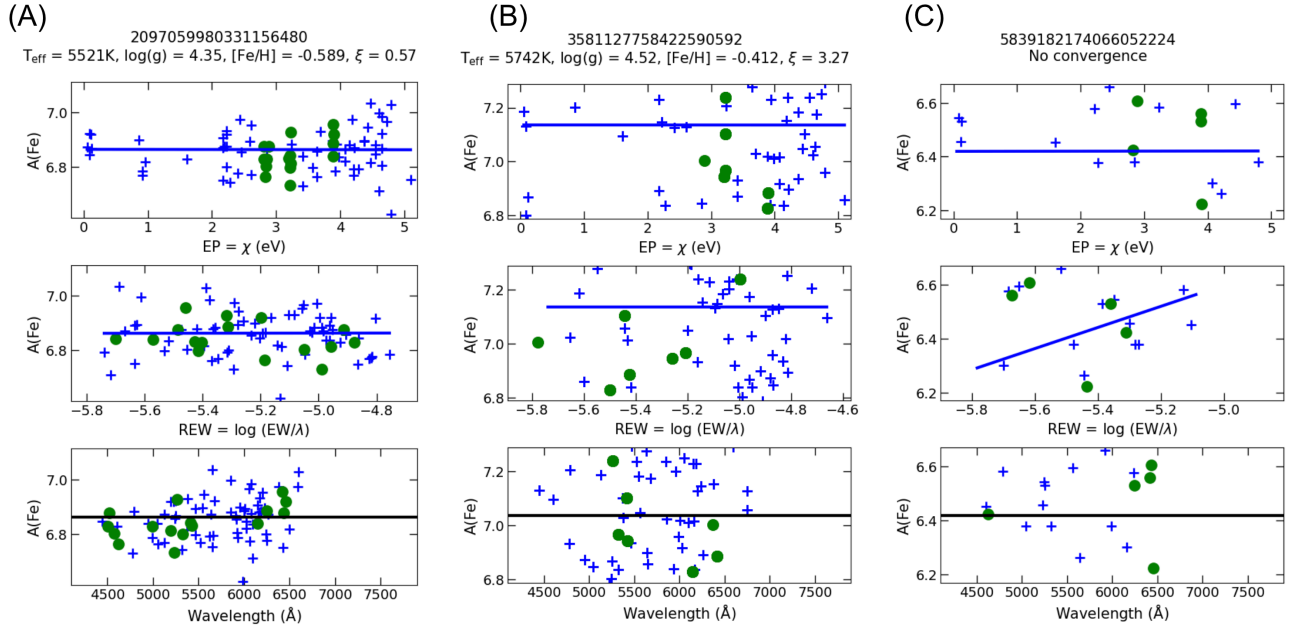 (A)
2097059980331156480
T_eff = 5521K, log(g) = 4.35, [Fe/H] = -0.589, ξ = 0.57
A(Fe)
7.0
6.8
0 1 2 3 4 5
EP = χ (eV)
A(Fe)
7.0
6.8
−5.8 −5.6 −5.4 −5.2 −5.0 −4.8
REW = log (EW/λ)
A(Fe)
7.0
6.8
4500 5000 5500 6000 6500 7000 7500
Wavelength (Å)
(B)
3581127758422590592
T_eff = 5742K, log(g) = 4.52, [Fe/H] = -0.412, ξ = 3.27
A(Fe)
7.2
7.0
6.8
0 1 2 3 4 5
EP = χ (eV)
A(Fe)
7.2
7.0
6.8
−5.8 −5.6 −5.4 −5.2 −5.0 −4.8 −4.6
REW = log (EW/λ)
A(Fe)
7.2
7.0
6.8
4500 5000 5500 6000 6500 7000 7500
Wavelength (Å)
(C)
5839182174066052224
No convergence
A(Fe)
6.6
6.4
6.2
0 1 2 3 4 5
EP = χ (eV)
A(Fe)
6.6
6.4
6.2
−5.8 −5.6 −5.4 −5.2 −5.0
REW = log (EW/λ)
A(Fe)
6.6
6.4
6.2
4500 5000 5500 6000 6500 7000 7500
Wavelength (Å)